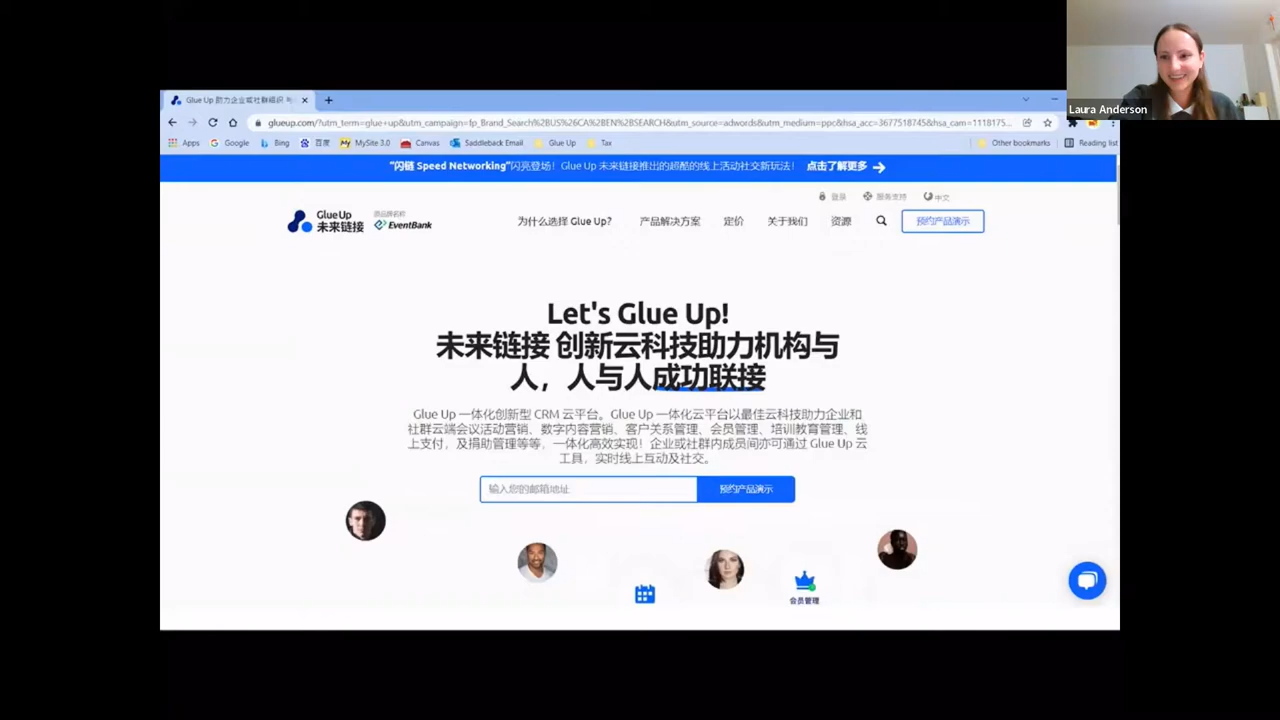 Laura Anderson
Glue Up 助力企业或社群组织 与
glueup.com/?utm_term=glue+up&utm_campaign=fp_Brand_Search%2BUS%26CA%2BEN%2BSEARCH&utm_source=adwords&utm_medium=ppc&hsa_acc=3677518745&hsa_cam=1118175...
Apps Google Bing 百度 MySite 3.0 Canvas Saddleback Email Glue Up Tax Other bookmarks Reading list
"闪链 Speed Networking"闪亮登场！Glue Up 未来链接推出的超酷的线上活动社交新玩法！ 点击了解更多
登录 服务支持 中文
GlueUp 未来链接 EventBank 为什么选择 Glue Up? 产品解决方案 定价 关于我们 资源 预约产品演示
Let's Glue Up!
未来链接 创新云科技助力机构与
人，人与人成功联接
Glue Up 一体化创新型 CRM 云平台。Glue Up 一体化云平台以最佳云科技助力企业和
社群云端会议活动营销、数字内容营销、客户关系管理、会员管理、培训教育管理、线
上支付，及捐助管理等等，一体化高效实现！企业或社群内成员间亦可通过 Glue Up 云
工具，实时线上互动及社交。
输入您的邮箱地址 预约产品演示
会员管理